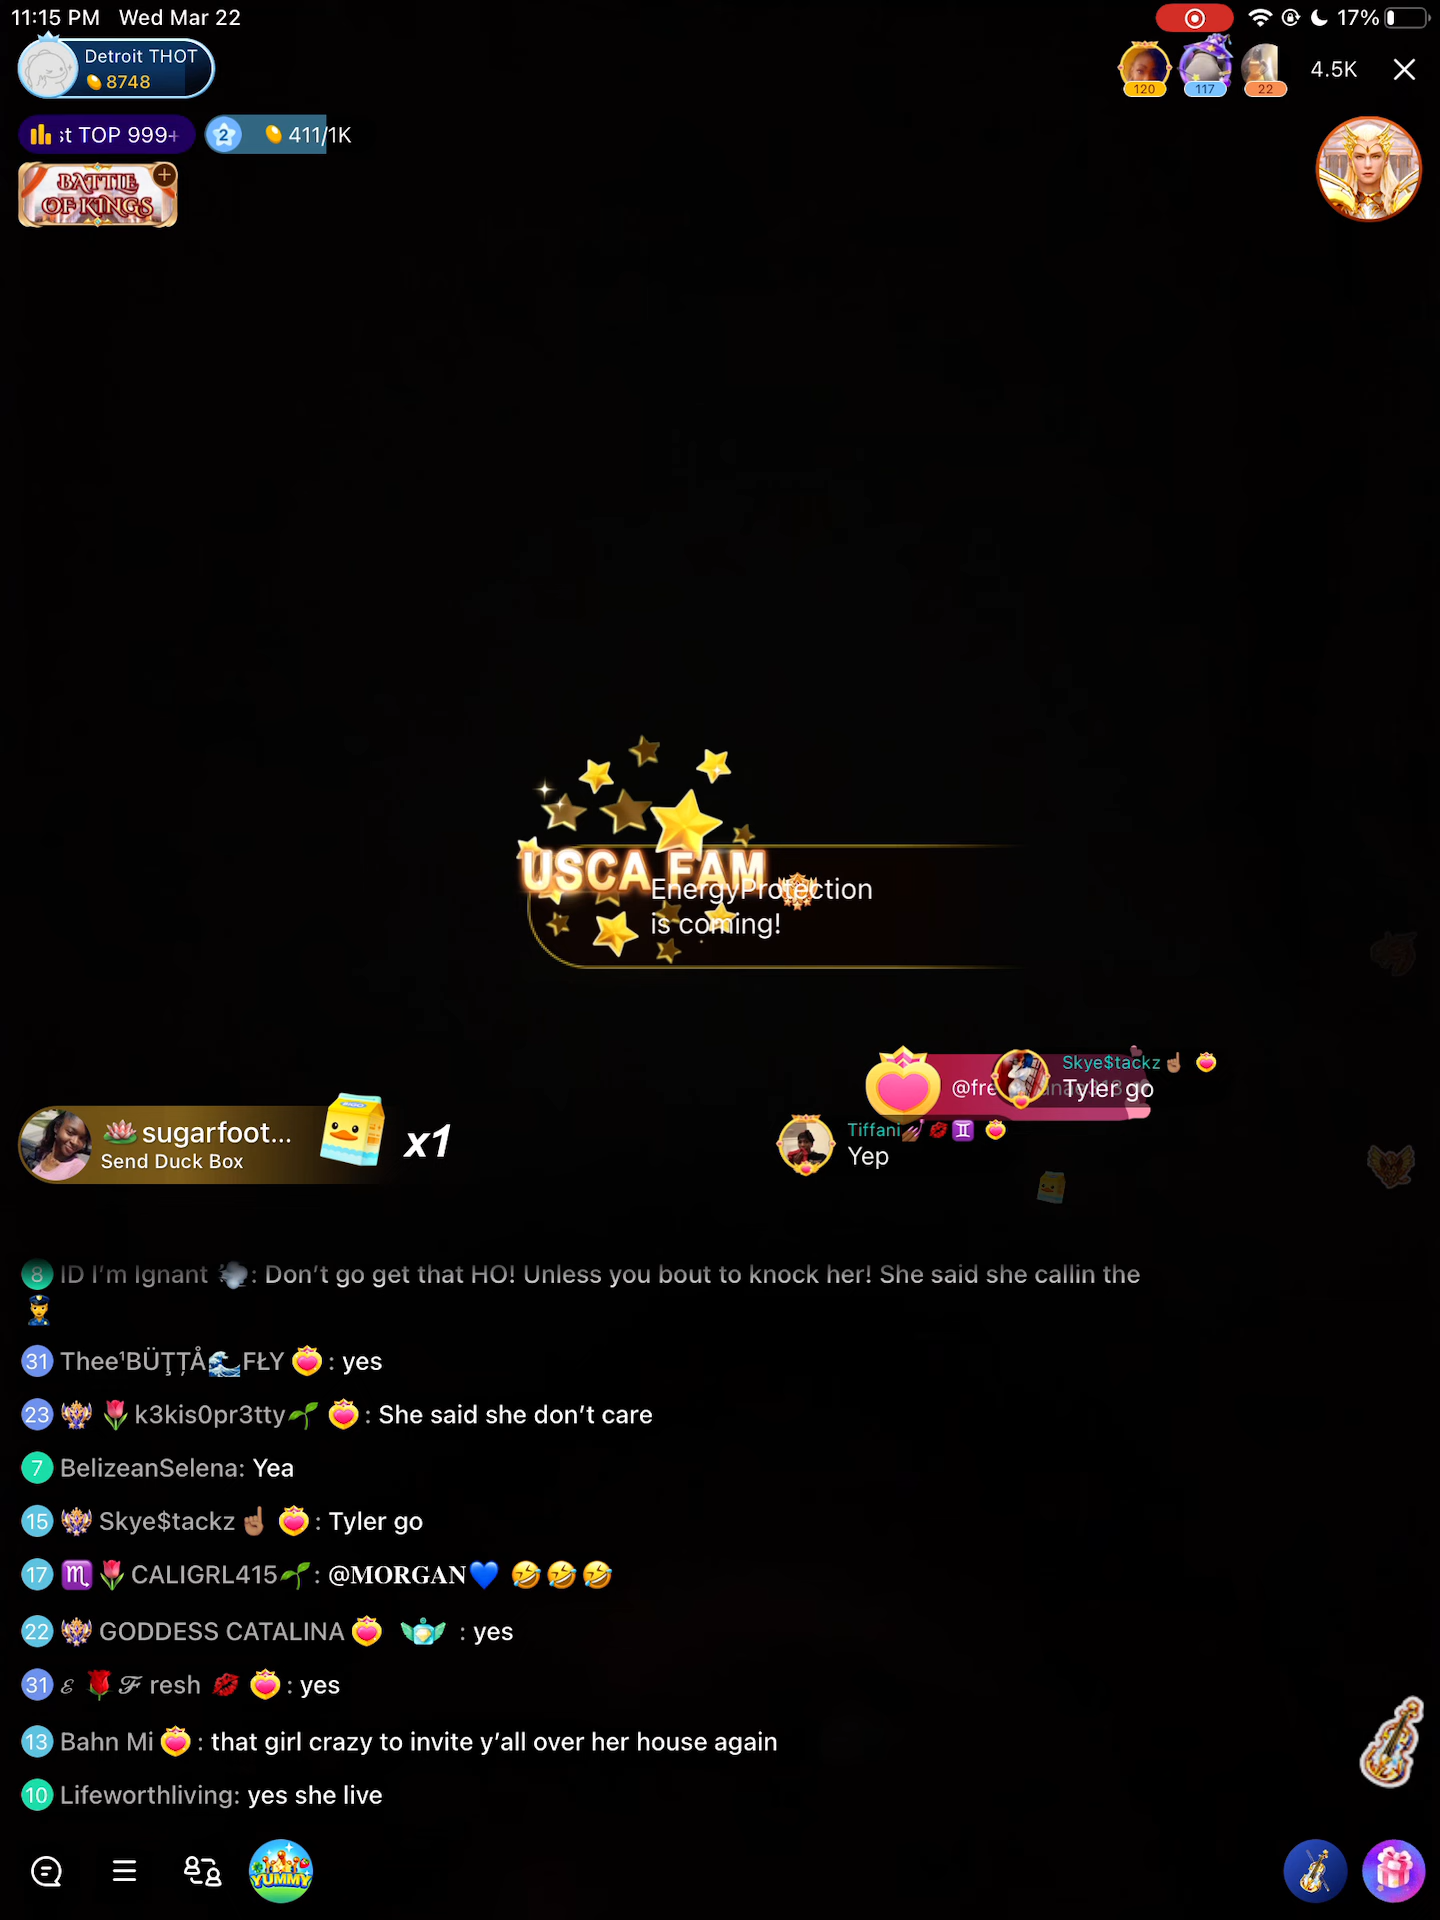 11:15 PM Wed Mar 22
17%
Detroit THOT
8748
120
117
22
4.5K
st TOP 999+
2
411/1K
BATTLE
OF KINGS
USCA FAM
EnergyProtection
is coming!
Skye$tackz☝🏽
@fre
Tyler go
sugarfoot...
Send Duck Box
x1
Tiffani💅🏾💋♊
Yep
8 ID I’m Ignant 💨: Don’t go get that HO! Unless you bout to knock her! She said she callin the
👮
31 Thee¹BÜŢȚÅ🌊FŁY : yes
23 🌷k3kis0pr3tty🌱 : She said she don’t care
7 BelizeanSelena: Yea
15 Skye$tackz☝🏽 : Tyler go
17 ♏🌷CALIGRL415🌱: @𝐌𝐎𝐑𝐆𝐀𝐍💙 🤣🤣🤣
22 GODDESS CATALINA : yes
31 ℰ 🌹 ℱ resh 💋 : yes
13 Bahn Mi : that girl crazy to invite y’all over her house again
10 Lifeworthliving: yes she live
YUMMY